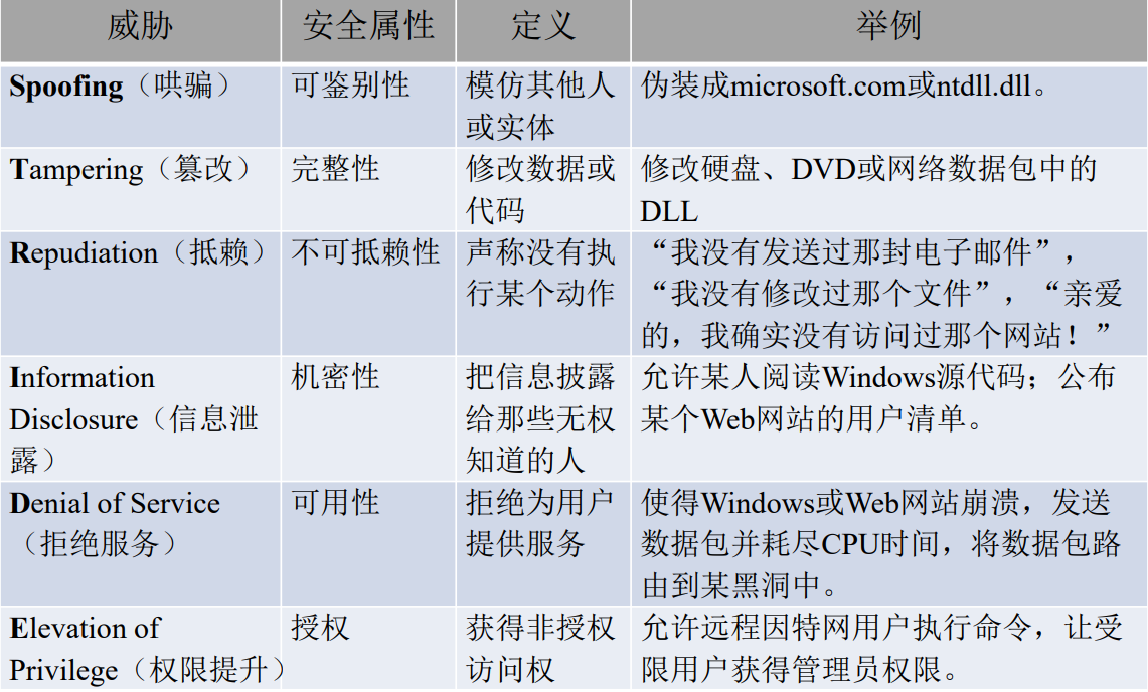 威胁 安全属性 定义 举例
Spoofing（哄骗） 可鉴别性 模仿其他人 伪装成microsoft.com或ntdll.dll。
或实体
Tampering（篡改） 完整性 修改数据或 修改硬盘、DVD或网络数据包中的
代码 DLL
Repudiation（抵赖） 不可抵赖性 声称没有执 “我没有发送过那封电子邮件”，
行某个动作 “我没有修改过那个文件”，“亲爱
的，我确实没有访问过那个网站！”
Information 机密性 把信息披露 允许某人阅读Windows源代码；公布
Disclosure（信息泄 给那些无权 某个Web网站的用户清单。
露） 知道的人
Denial of Service 可用性 拒绝为用户 使得Windows或Web网站崩溃，发送
（拒绝服务） 提供服务 数据包并耗尽CPU时间，将数据包路
由到某黑洞中。
Elevation of 授权 获得非授权 允许远程因特网用户执行命令，让受
Privilege（权限提升） 访问权 限用户获得管理员权限。